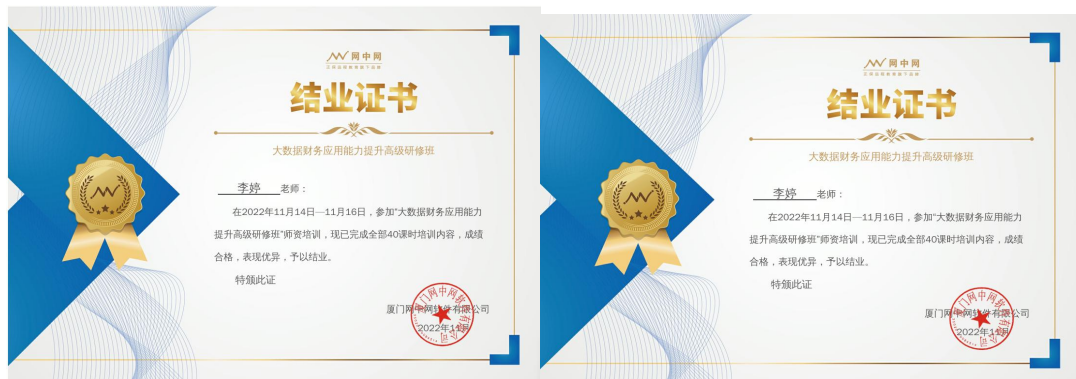 网中网
结业证书
大数据财务应用能力提升高级研修班
李婷 老师：
在2022年11月14日—11月16日，参加“大数据财务应用能力
提升高级研修班”师资培训，现已完成全部40课时培训内容，成绩
合格，表现优异，予以结业。
特颁此证
厦门网中网软件有限公司
2022年11月
网中网
结业证书
大数据财务应用能力提升高级研修班
李婷 老师：
在2022年11月14日—11月16日，参加“大数据财务应用能力
提升高级研修班”师资培训，现已完成全部40课时培训内容，成绩
合格，表现优异，予以结业。
特颁此证
厦门网中网软件有限公司
2022年11月